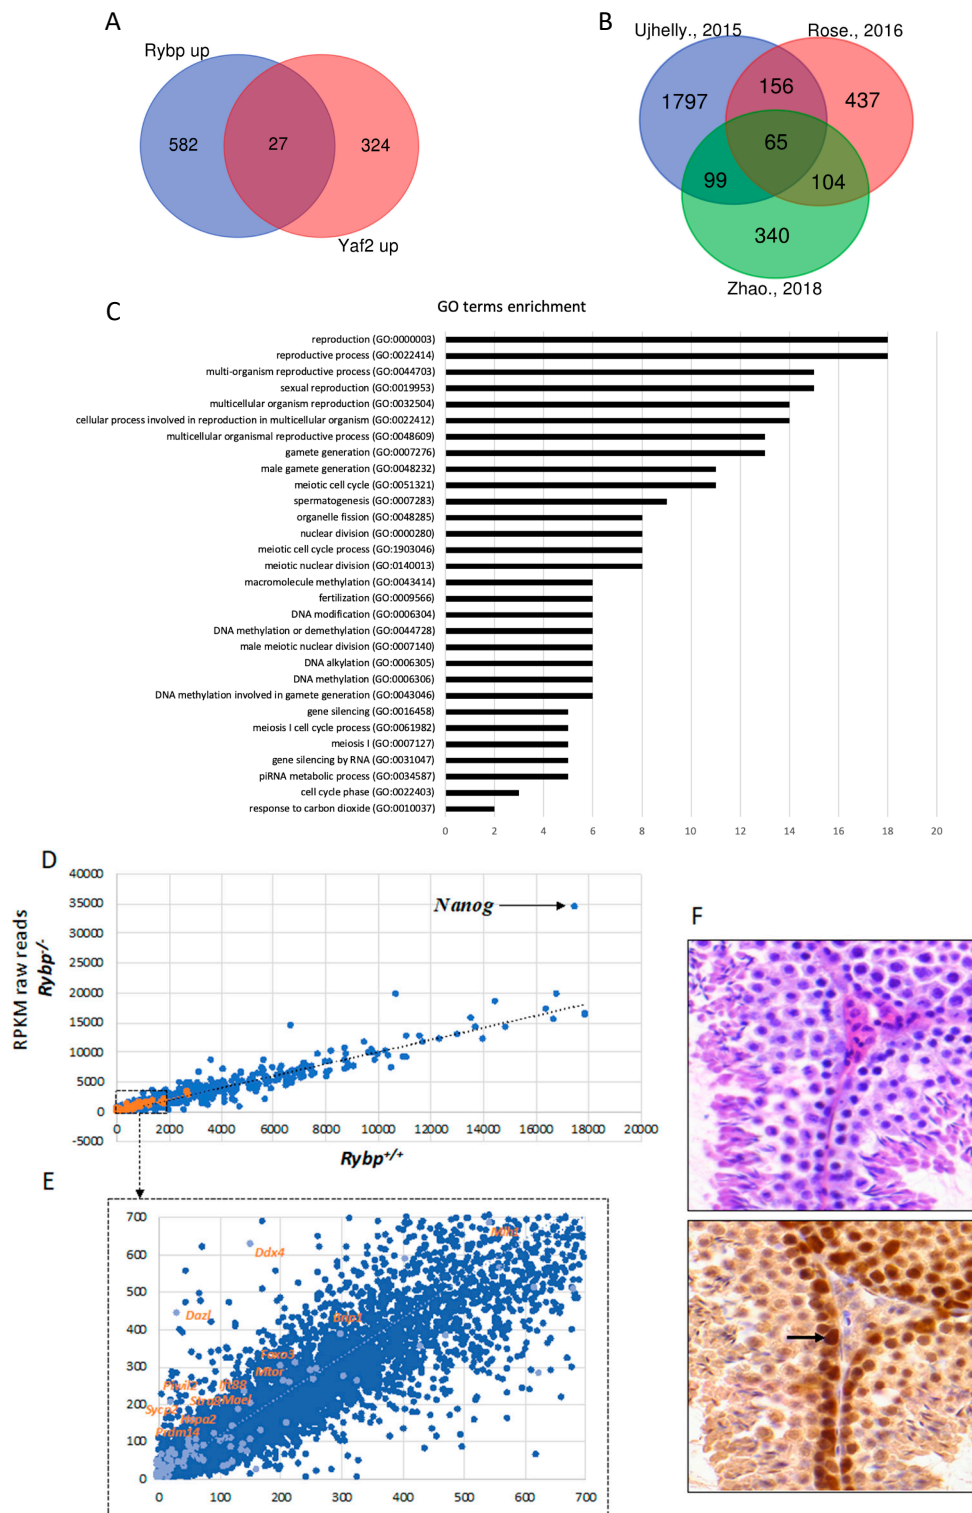 A
Rybp up
582
27
324
Yaf2 up
B
Ujhelly., 2015
Rose., 2016
1797
156
437
65
99
104
340
Zhao., 2018
C
GO terms enrichment
reproduction (GO:0000003)
reproductive process (GO:0022414)
multi-organism reproductive process (GO:0044703)
sexual reproduction (GO:0019953)
multicellular organism reproduction (GO:0032504)
cellular process involved in reproduction in multicellular organism (GO:0022412)
multicellular organismal reproductive process (GO:0048609)
gamete generation (GO:0007276)
male gamete generation (GO:0048232)
meiotic cell cycle (GO:0051321)
spermatogenesis (GO:0007283)
organelle fission (GO:0048285)
nuclear division (GO:0000280)
meiotic cell cycle process (GO:1903046)
meiotic nuclear division (GO:0140013)
macromolecule methylation (GO:0043414)
fertilization (GO:0009566)
DNA modification (GO:0006304)
DNA methylation or demethylation (GO:0044728)
male meiotic nuclear division (GO:0007140)
DNA alkylation (GO:0006305)
DNA methylation (GO:0006306)
DNA methylation involved in gamete generation (GO:0043046)
gene silencing (GO:0016458)
meiosis I cell cycle process (GO:0061982)
meiosis I (GO:0007127)
gene silencing by RNA (GO:0031047)
piRNA metabolic process (GO:0034587)
cell cycle phase (GO:0022403)
response to carbon dioxide (GO:0010037)
0 2 4 6 8 10 12 14 16 18 20
D
RPKM raw reads
Rybp-/-
40000
35000
30000
25000
20000
15000
10000
5000
0
-5000
Nanog
0 2000 4000 6000 8000 10000 12000 14000 16000 18000 20000
Rybp+/+
E
700
600
500
400
300
200
100
0
Ddx4
Dazl
Foxo3
Mtor
Ift88
Mael
Piwil2
Sycp2
Prdm14
0 100 200 300 400 500 600 700
F